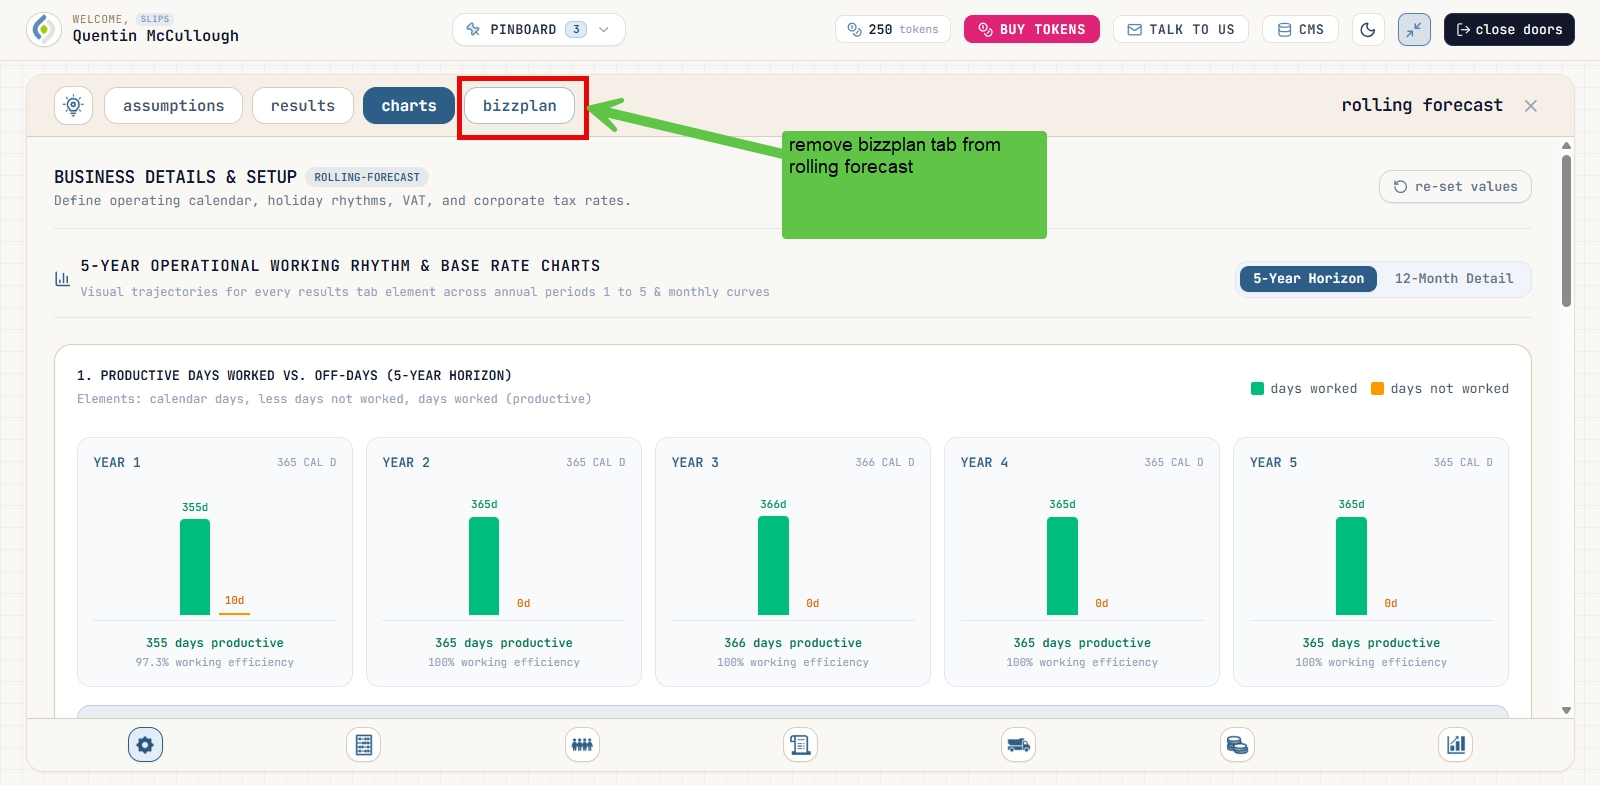 WELCOME, SLIPS
Quentin McCullough
PINBOARD 3
250 tokens
BUY TOKENS
TALK TO US
CMS
close doors
assumptions
results
charts
bizzplan
rolling forecast
remove bizzplan tab from
rolling forecast
BUSINESS DETAILS & SETUP ROLLING-FORECAST
Define operating calendar, holiday rhythms, VAT, and corporate tax rates.
re-set values
5-YEAR OPERATIONAL WORKING RHYTHM & BASE RATE CHARTS
Visual trajectories for every results tab element across annual periods 1 to 5 & monthly curves
5-Year Horizon
12-Month Detail
1. PRODUCTIVE DAYS WORKED VS. OFF-DAYS (5-YEAR HORIZON)
Elements: calendar days, less days not worked, days worked (productive)
days worked
days not worked
YEAR 1 365 CAL D
355d
10d
355 days productive
97.3% working efficiency
YEAR 2 365 CAL D
365d
0d
365 days productive
100% working efficiency
YEAR 3 366 CAL D
366d
0d
366 days productive
100% working efficiency
YEAR 4 365 CAL D
365d
0d
365 days productive
100% working efficiency
YEAR 5 365 CAL D
365d
0d
365 days productive
100% working efficiency